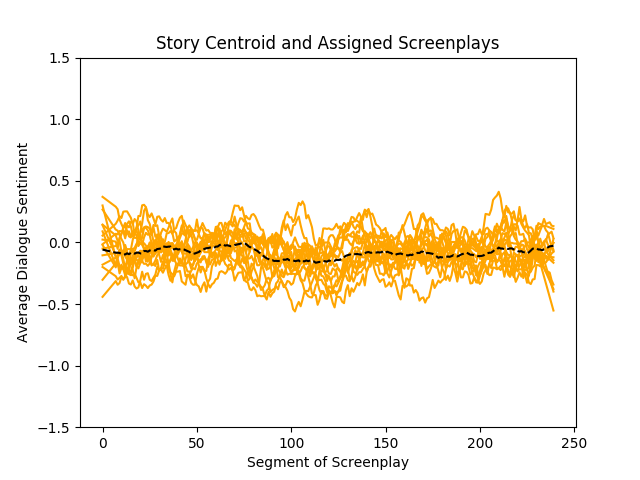 Story Centroid and Assigned Screenplays
1.5
1.0
0.5
0.0
−0.5
−1.0
−1.5
Average Dialogue Sentiment
0 50 100 150 200 250
Segment of Screenplay